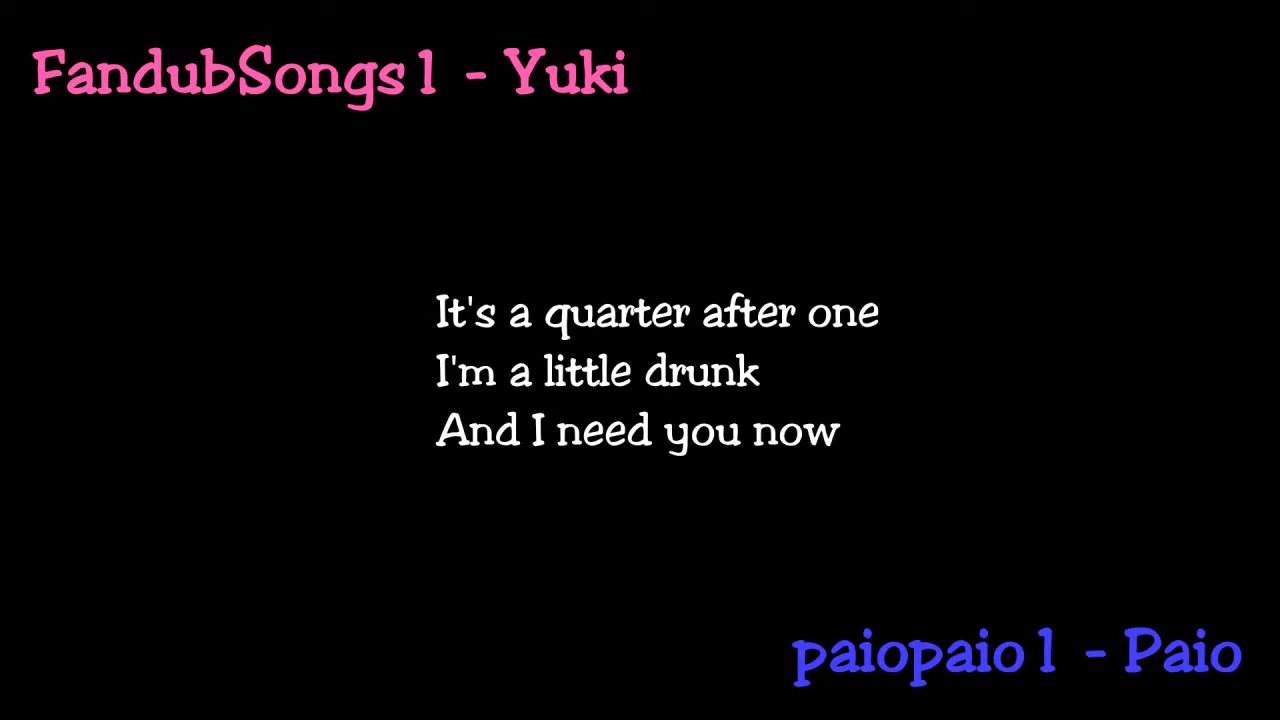 FandubSongs1 - Yuki
It's a quarter after one
I'm a little drunk
And I need you now
paiopaio1 - Paio